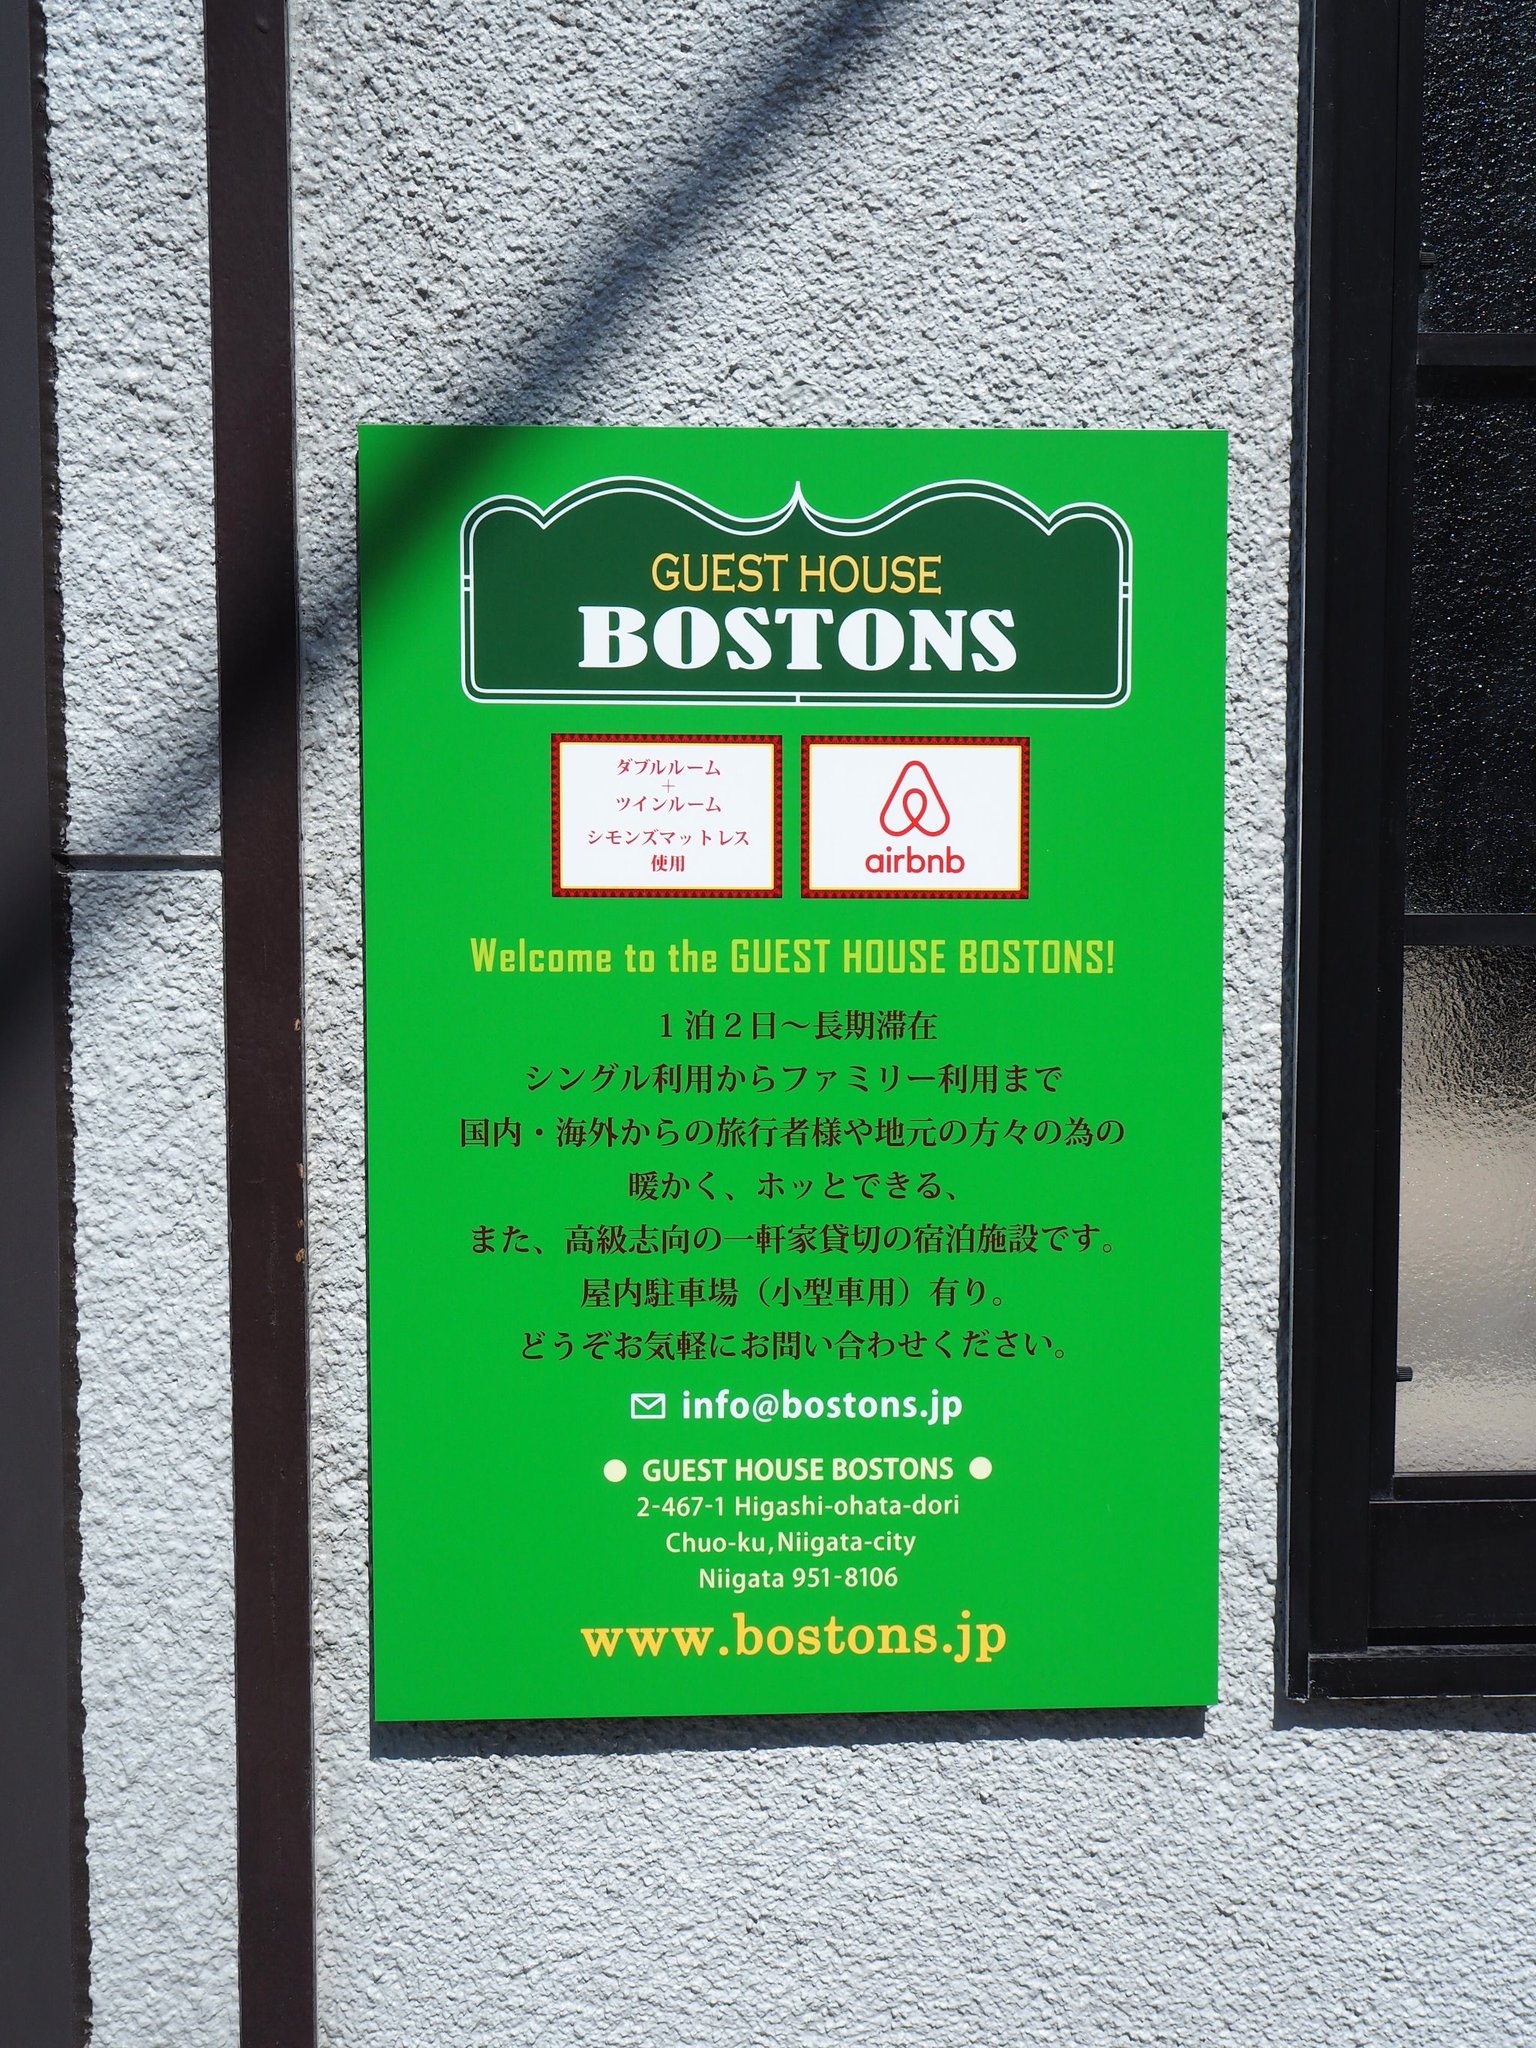 GUEST HOUSE
BOSTONS
ダブルルーム
+
ツインルーム
シモンズマットレス
使用
airbnb
Welcome to the GUEST HOUSE BOSTONS!
１泊２日〜長期滞在
シングル利用からファミリー利用まで
国内・海外からの旅行者様や地元の方々の為の
暖かく、ホッとできる、
また、高級志向の一軒家貸切の宿泊施設です。
屋内駐車場（小型車用）有り。
どうぞお気軽にお問い合わせください。
info@bostons.jp
● GUEST HOUSE BOSTONS ●
2-467-1 Higashi-ohata-dori
Chuo-ku,Niigata-city
Niigata 951-8106
www.bostons.jp